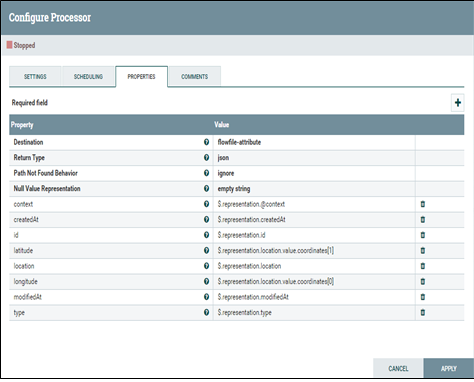 Configure Processor
Stopped
SETTINGS SCHEDULING PROPERTIES COMMENTS
Required field
Property Value
Destination flowfile-attribute
Return Type json
Path Not Found Behavior ignore
Null Value Representation empty string
context $.representation.@context
createdAt $.representation.createdAt
id $.representation.id
latitude $.representation.location.value.coordinates[1]
location $.representation.location
longitude $.representation.location.value.coordinates[0]
modifiedAt $.representation.modifiedAt
type $.representation.type
CANCEL APPLY